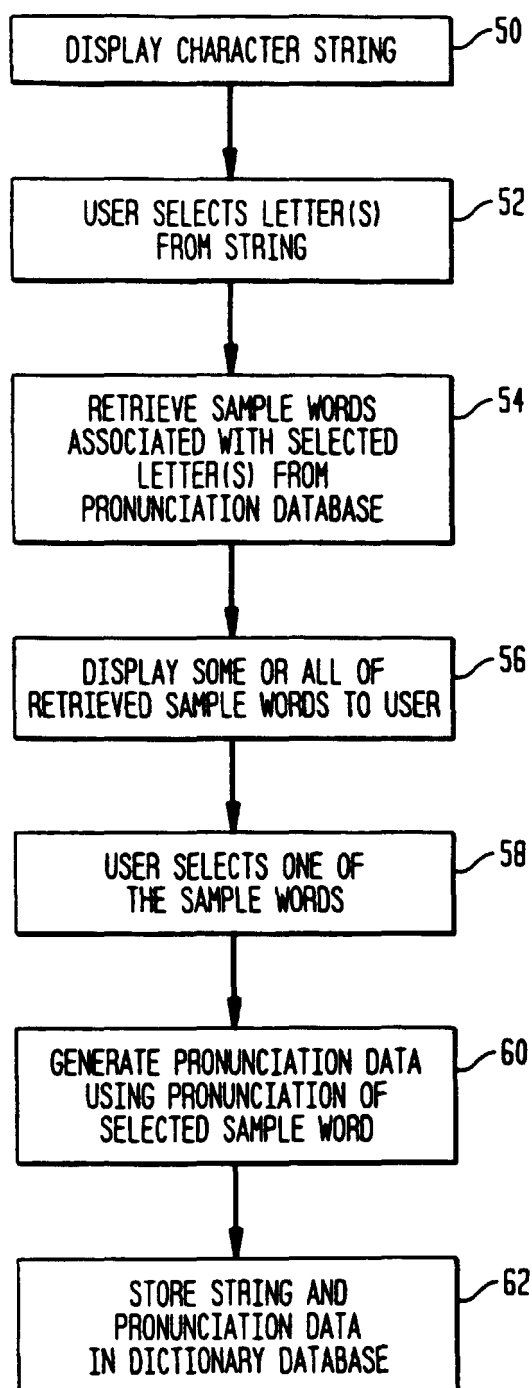 DISPLAY CHARACTER STRING
50
USER SELECTS LETTER(S)
FROM STRING
52
RETRIEVE SAMPLE WORDS
ASSOCIATED WITH SELECTED
LETTER(S) FROM
PRONUNCIATION DATABASE
54
DISPLAY SOME OR ALL OF
RETRIEVED SAMPLE WORDS TO USER
56
USER SELECTS ONE OF
THE SAMPLE WORDS
58
GENERATE PRONUNCIATION DATA
USING PRONUNCIATION OF
SELECTED SAMPLE WORD
60
STORE STRING AND
PRONUNCIATION DATA
IN DICTIONARY DATABASE
62